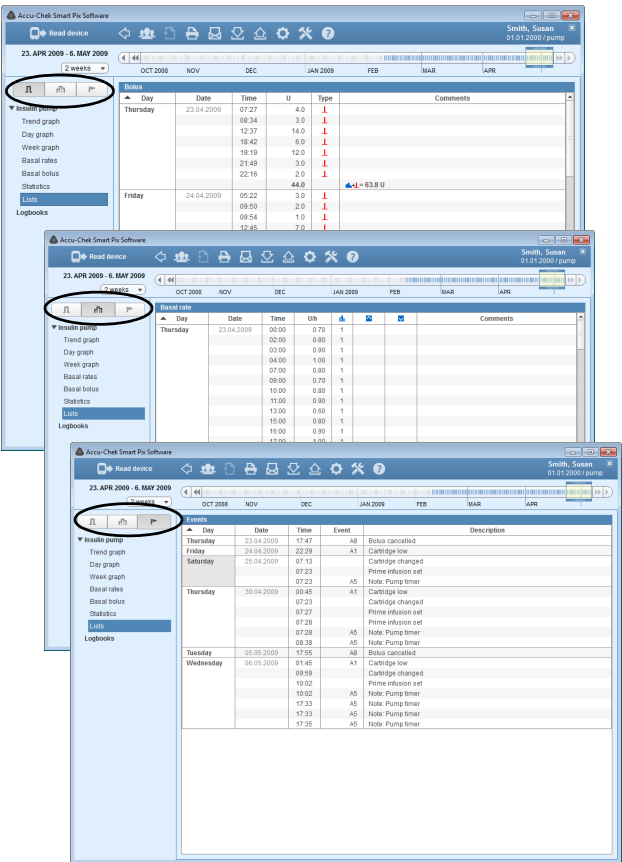 Accu-Chek Smart Pix Software
Read device
Smith, Susan
01.01.2000 / pump
23. APR 2009 - 6. MAY 2009
2 weeks
OCT 2008 NOV DEC JAN 2009 FEB MAR APR
Insulin pump
Trend graph
Day graph
Week graph
Basal rates
Basal bolus
Statistics
Lists
Logbooks
Bolus
Day Date Time U Type Comments
Thursday 23.04.2009 07:27 4.0
08:34 3.0
12:37 14.0
18:42 6.0
19:19 12.0
21:49 3.0
22:16 2.0
44.0 = 63.8 U
Friday 24.04.2009 05:22 3.0
09:50 2.0
09:54 1.0
12:45 7.0
Accu-Chek Smart Pix Software
Read device
Smith, Susan
01.01.2000 / pump
23. APR 2009 - 6. MAY 2009
2 weeks
OCT 2008 NOV DEC JAN 2009 FEB MAR APR
Insulin pump
Trend graph
Day graph
Week graph
Basal rates
Basal bolus
Statistics
Lists
Logbooks
Basal rate
Day Date Time U/h Comments
Thursday 23.04.2009 00:00 0.70 1
02:00 0.80 1
03:00 0.90 1
04:00 1.00 1
07:00 0.80 1
09:00 0.70 1
10:00 0.80 1
11:00 0.90 1
13:00 0.60 1
15:00 0.80 1
16:00 0.90 1
17:00 1.00 1
Accu-Chek Smart Pix Software
Read device
Smith, Susan
01.01.2000 / pump
23. APR 2009 - 6. MAY 2009
2 weeks
OCT 2008 NOV DEC JAN 2009 FEB MAR APR
Insulin pump
Trend graph
Day graph
Week graph
Basal rates
Basal bolus
Statistics
Lists
Logbooks
Events
Day Date Time Event Description
Thursday 23.04.2009 17:47 A8 Bolus cancelled
Friday 24.04.2009 22:29 A1 Cartridge low
Saturday 25.04.2009 07:13 Cartridge changed
07:23 Prime infusion set
07:23 A5 Note: Pump timer
Thursday 30.04.2009 00:45 A1 Cartridge low
07:23 Cartridge changed
07:27 Prime infusion set
07:28 Prime infusion set
07:28 A5 Note: Pump timer
08:38 A5 Note: Pump timer
Tuesday 05.05.2009 17:55 A8 Bolus cancelled
Wednesday 06.05.2009 01:45 A1 Cartridge low
09:59 Cartridge changed
10:02 Prime infusion set
10:02 A5 Note: Pump timer
17:33 A5 Note: Pump timer
17:33 A5 Note: Pump timer
17:35 A5 Note: Pump timer